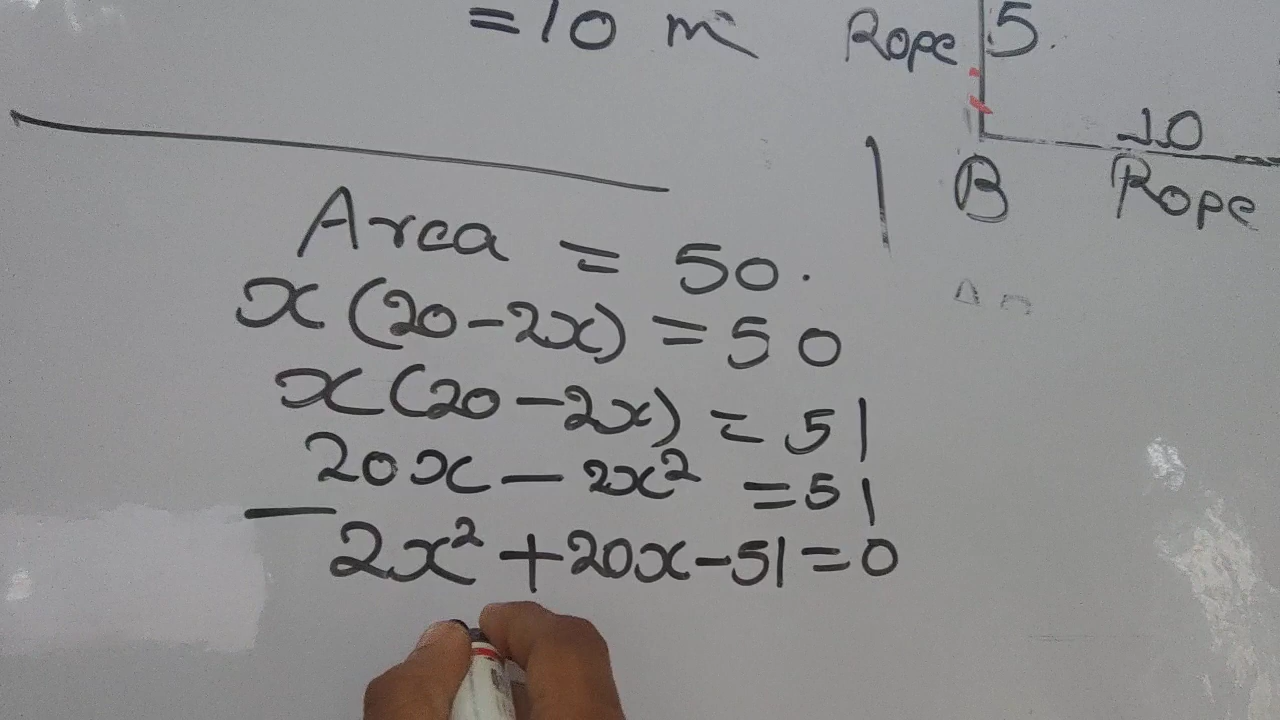 = 10 m
Rope 5.
10
B Rope
Area = 50.
x(20-2x) = 50
x(20-2x) = 51
20x - 2x² = 51
-2x² + 20x - 51 = 0